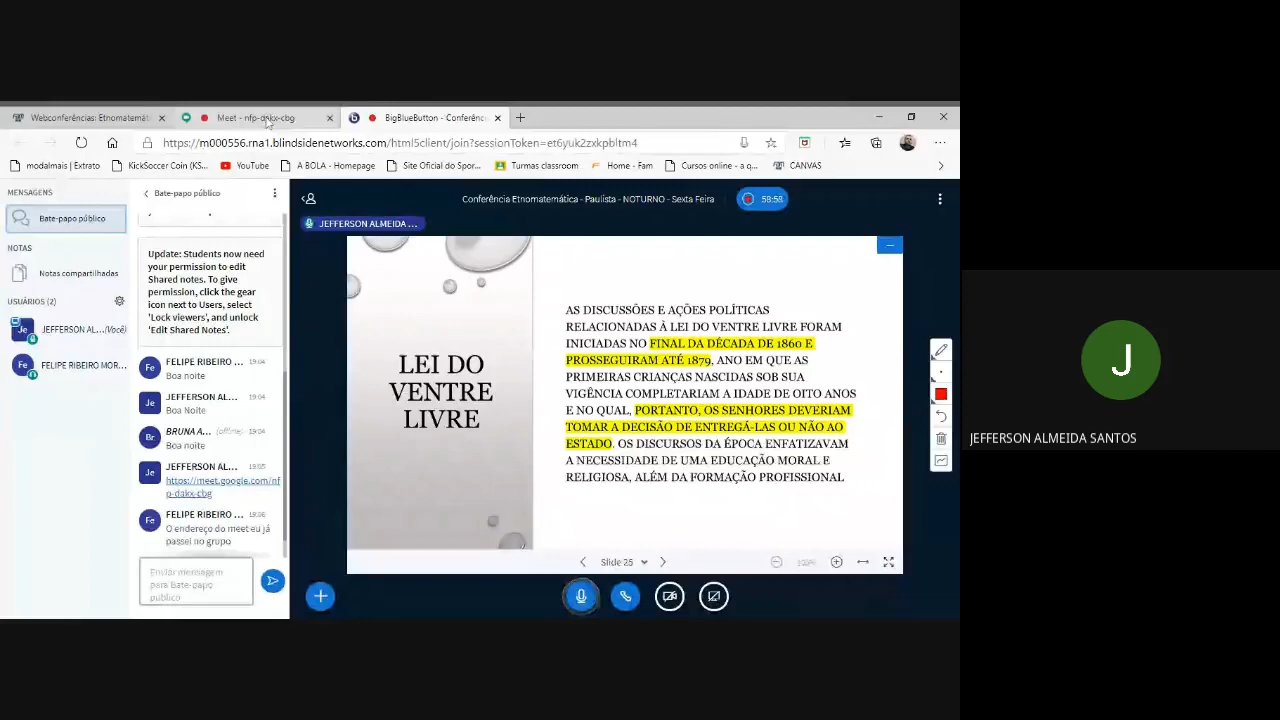 Webconferências: Etnomatemáti
Meet - nfp-dakx-cbg
BigBlueButton - Conferênc
https://m000556.rna1.blindsidenetworks.com/html5client/join?sessionToken=et6yuk2zxkpbltm4
modalmais | Extrato
KickSoccer Coin (KS...
YouTube
A BOLA - Homepage
Site Oficial do Spor...
Turmas classroom
Home - Fam
Cursos online - a q...
CANVAS
MENSAGENS
Bate-papo público
NOTAS
Notas compartilhadas
USUÁRIOS (2)
Je
JEFFERSON AL... (Você)
Fe
FELIPE RIBEIRO MOR...
Bate-papo público
Update: Students now need
your permission to edit
Shared notes. To give
permission, click the gear
icon next to Users, select
'Lock viewers', and unlock
'Edit Shared Notes'.
Fe
FELIPE RIBEIRO ... 19:04
Boa noite
Je
JEFFERSON AL... 19:04
Boa Noite
Br
BRUNA A... (offline) 19:04
Boa noite
Je
JEFFERSON AL... 19:05
https://meet.google.com/nf
p-dakx-cbg
Fe
FELIPE RIBEIRO ... 19:06
O endereço do meet eu já
passei no grupo
Enviar mensagem
para Bate-papo
público
Conferência Etnomatemática - Paulista - NOTURNO - Sexta Feira
58:58
JEFFERSON ALMEIDA ...
LEI DO
VENTRE
LIVRE
AS DISCUSSÕES E AÇÕES POLÍTICAS
RELACIONADAS À LEI DO VENTRE LIVRE FORAM
INICIADAS NO FINAL DA DÉCADA DE 1860 E
PROSSEGUIRAM ATÉ 1879, ANO EM QUE AS
PRIMEIRAS CRIANÇAS NASCIDAS SOB SUA
VIGÊNCIA COMPLETARIAM A IDADE DE OITO ANOS
E NO QUAL, PORTANTO, OS SENHORES DEVERIAM
TOMAR A DECISÃO DE ENTREGÁ-LAS OU NÃO AO
ESTADO. OS DISCURSOS DA ÉPOCA ENFATIZAVAM
A NECESSIDADE DE UMA EDUCAÇÃO MORAL E
RELIGIOSA, ALÉM DA FORMAÇÃO PROFISSIONAL
Slide 25
100%
J
JEFFERSON ALMEIDA SANTOS